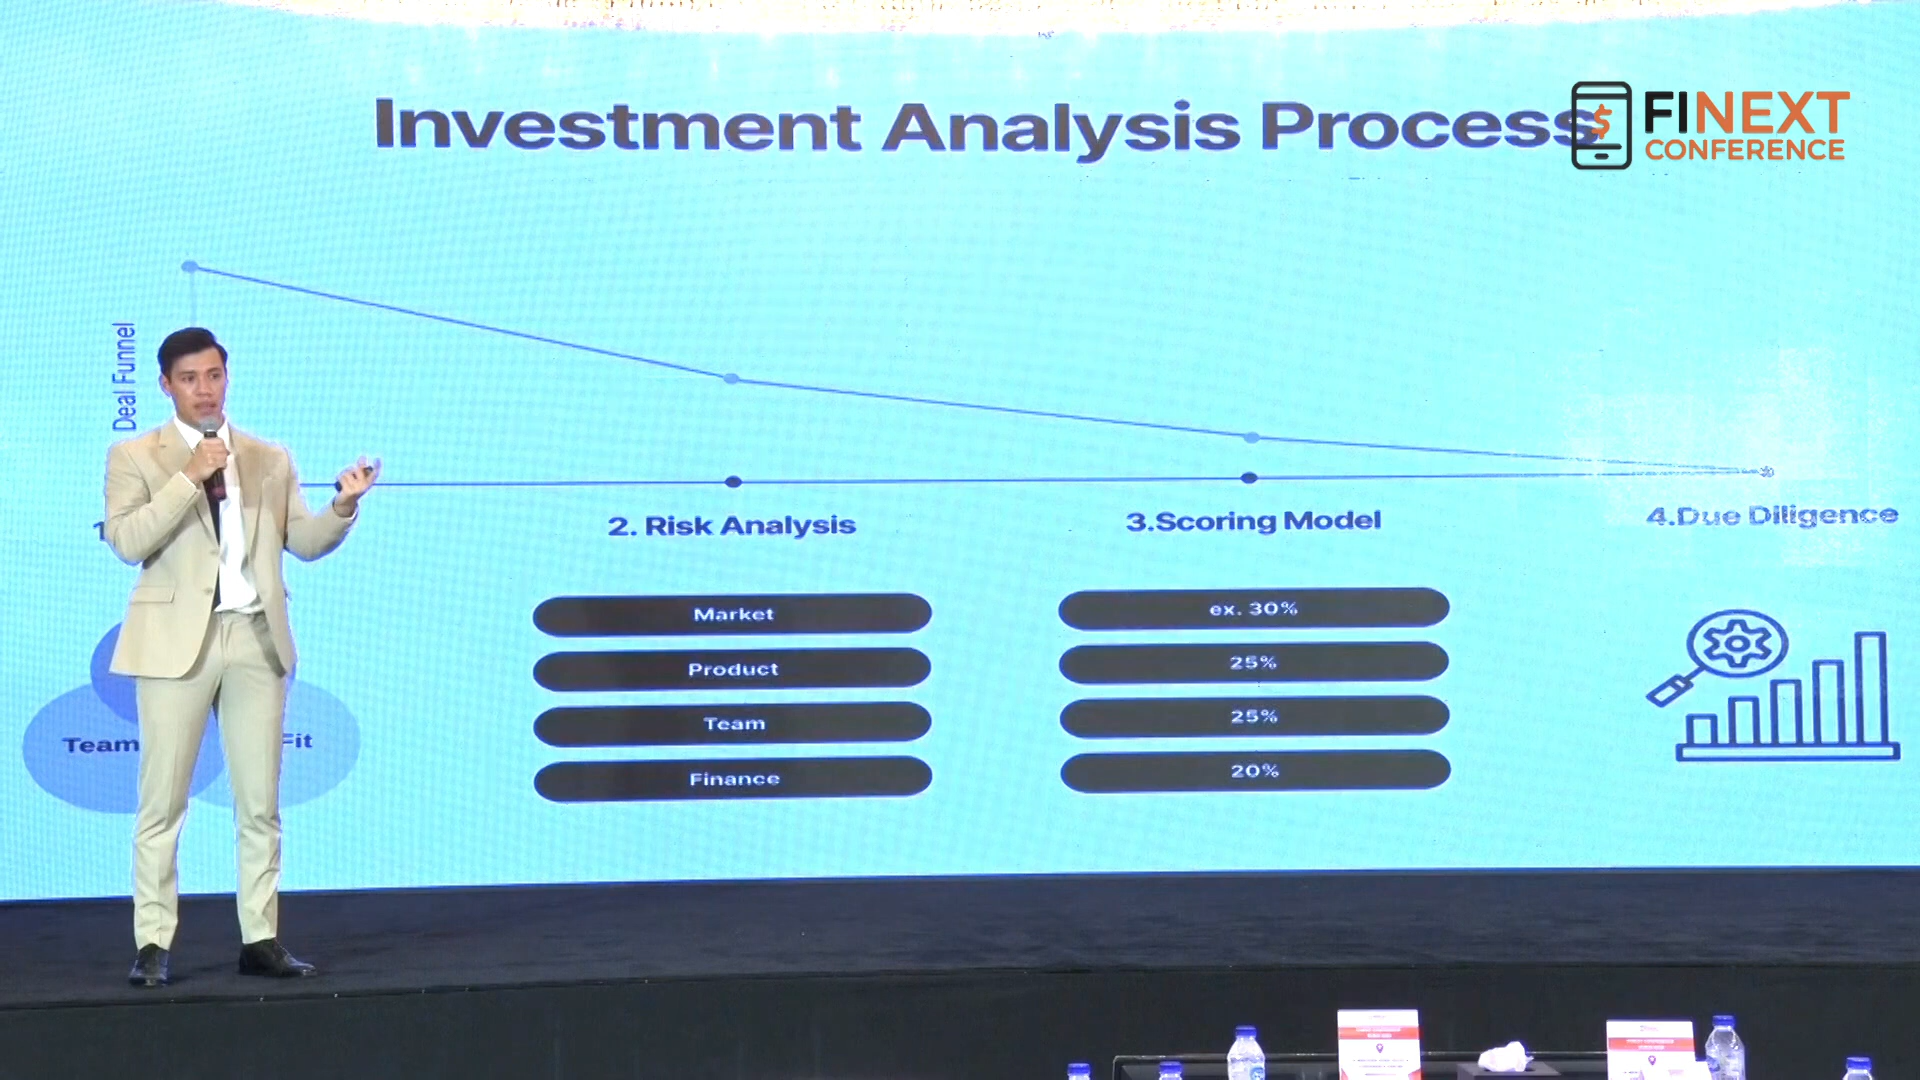 Investment Analysis Process
FINEXT
CONFERENCE
Deal Funnel
2. Risk Analysis
3.Scoring Model
4.Due Diligence
Market
Product
Team
Finance
ex. 30%
25%
25%
20%
Team
Fit